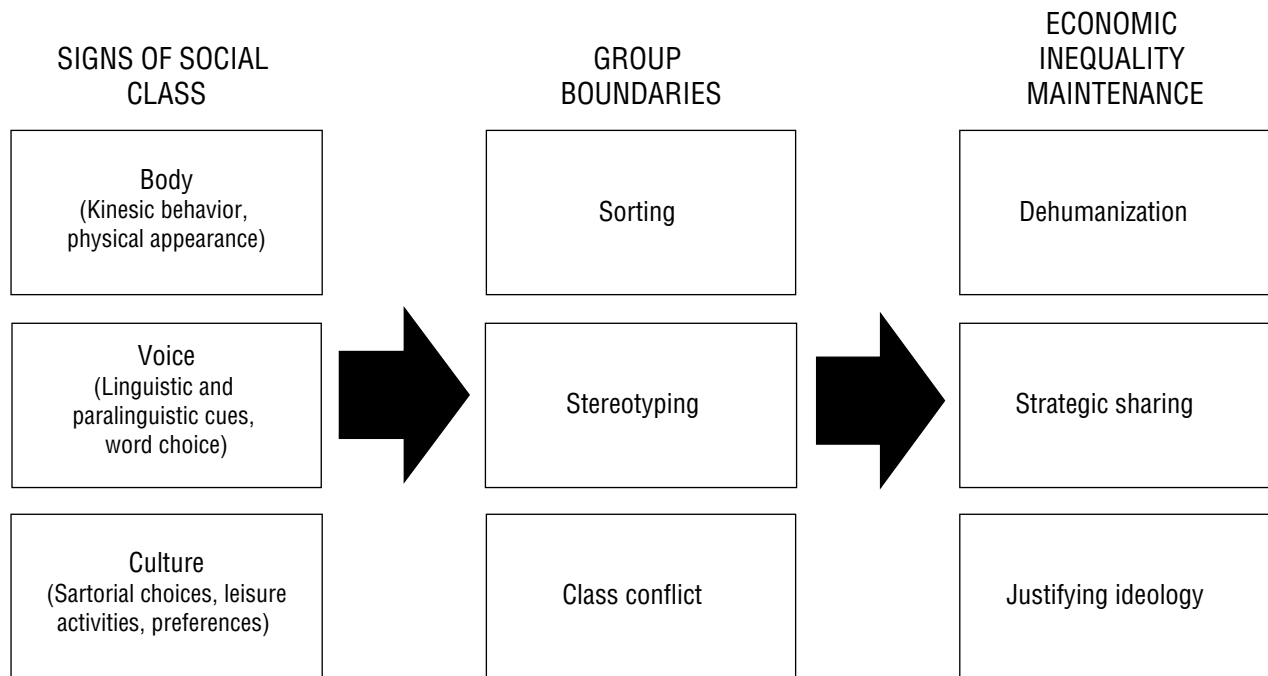 SIGNS OF SOCIAL
CLASS
Body
(Kinesic behavior,
physical appearance)
Voice
(Linguistic and
paralinguistic cues,
word choice)
Culture
(Sartorial choices, leisure
activities, preferences)
GROUP
BOUNDARIES
Sorting
Stereotyping
Class conflict
ECONOMIC
INEQUALITY
MAINTENANCE
Dehumanization
Strategic sharing
Justifying ideology